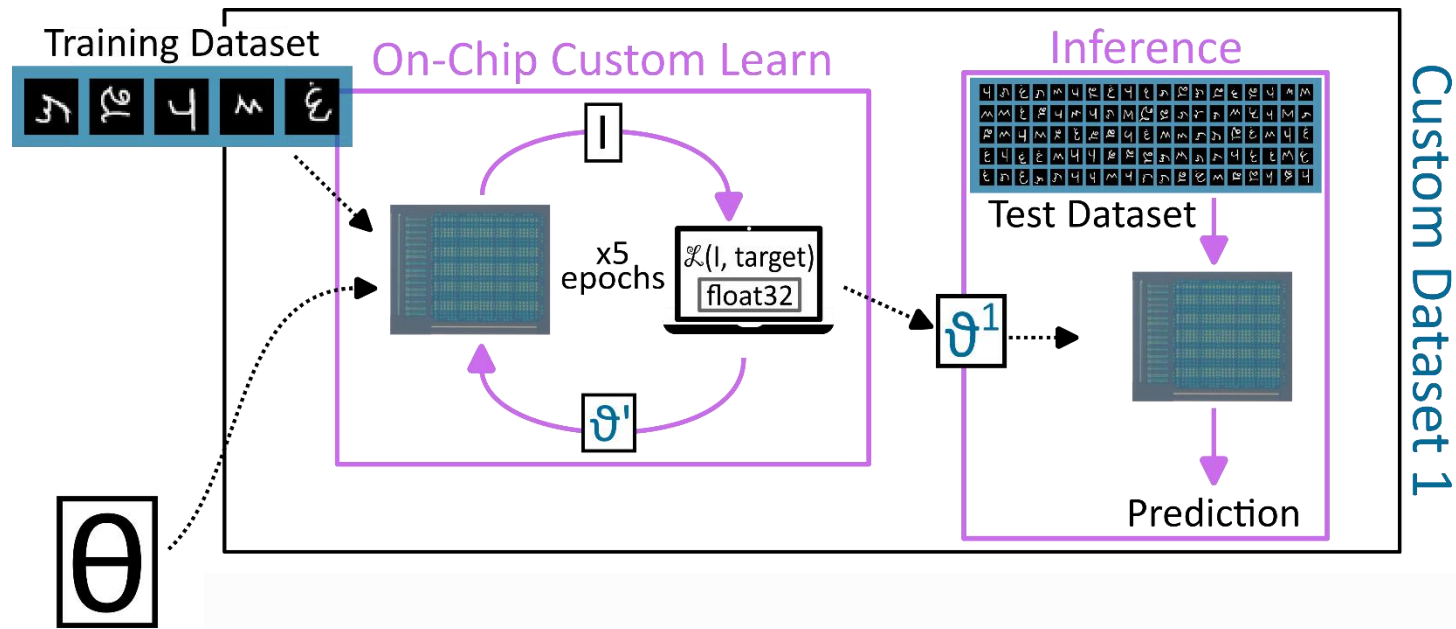 Training Dataset
On-Chip Custom Learn
I
x5
epochs
ℒ(I, target)
float32
ϑ'
θ
Inference
Test Dataset
ϑ¹
Prediction
Custom Dataset 1